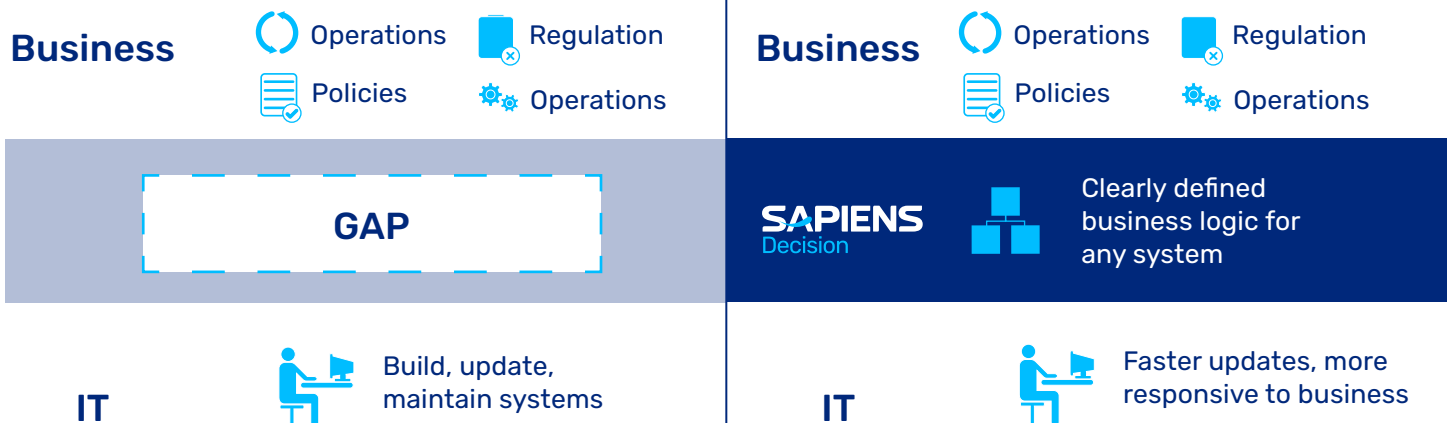 Business
Operations
Regulation
Policies
Operations
GAP
IT
Build, update,
maintain systems
Business
Operations
Regulation
Policies
Operations
SAPIENS
Decision
Clearly defined
business logic for
any system
IT
Faster updates, more
responsive to business